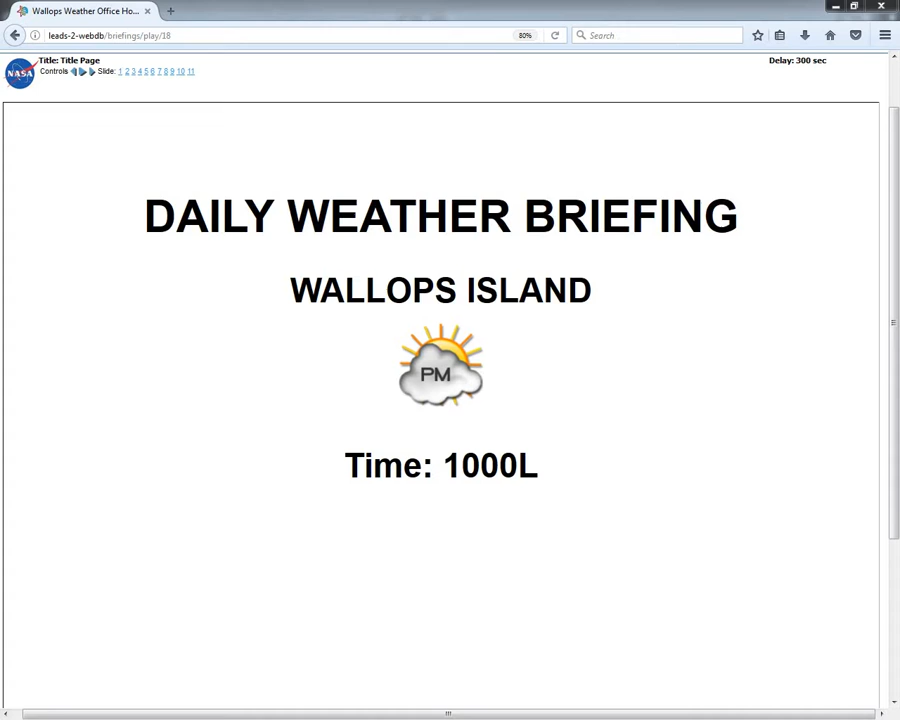 Wallops Weather Office Ho...
leads-2-webdb/briefings/play/18
80%
Search
NASA
Title: Title Page
Delay: 300 sec
Controls Slide: 1 2 3 4 5 6 7 8 9 10 11
DAILY WEATHER BRIEFING
WALLOPS ISLAND
PM
Time: 1000L